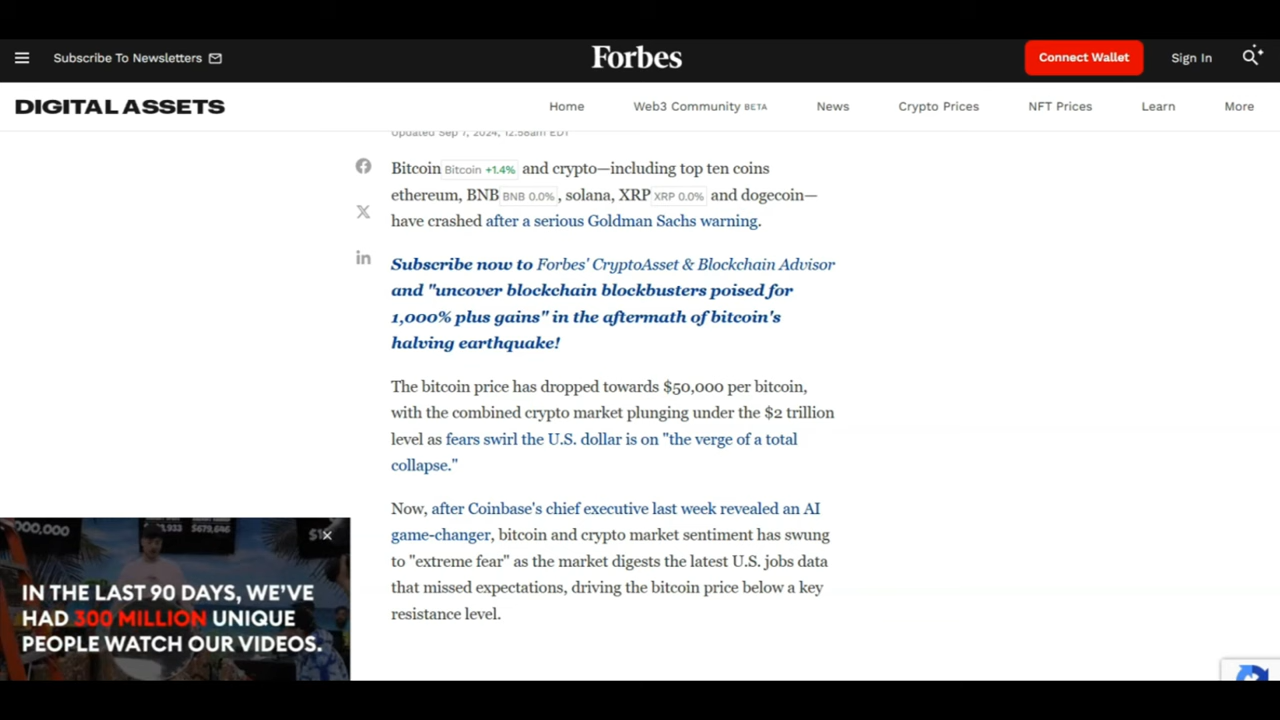 Subscribe To Newsletters
Forbes
Connect Wallet
Sign In
DIGITAL ASSETS
Home
Web3 Community BETA
News
Crypto Prices
NFT Prices
Learn
More
Updated Sep 7, 2024, 12:58am EDT
Bitcoin Bitcoin +1.4% and crypto—including top ten coins
ethereum, BNB BNB 0.0% , solana, XRP XRP 0.0% and dogecoin—
have crashed after a serious Goldman Sachs warning.
Subscribe now to Forbes' CryptoAsset & Blockchain Advisor
and "uncover blockchain blockbusters poised for
1,000% plus gains" in the aftermath of bitcoin's
halving earthquake!
The bitcoin price has dropped towards $50,000 per bitcoin,
with the combined crypto market plunging under the $2 trillion
level as fears swirl the U.S. dollar is on "the verge of a total
collapse."
Now, after Coinbase's chief executive last week revealed an AI
game-changer, bitcoin and crypto market sentiment has swung
to "extreme fear" as the market digests the latest U.S. jobs data
that missed expectations, driving the bitcoin price below a key
resistance level.
IN THE LAST 90 DAYS, WE'VE
HAD 300 MILLION UNIQUE
PEOPLE WATCH OUR VIDEOS.